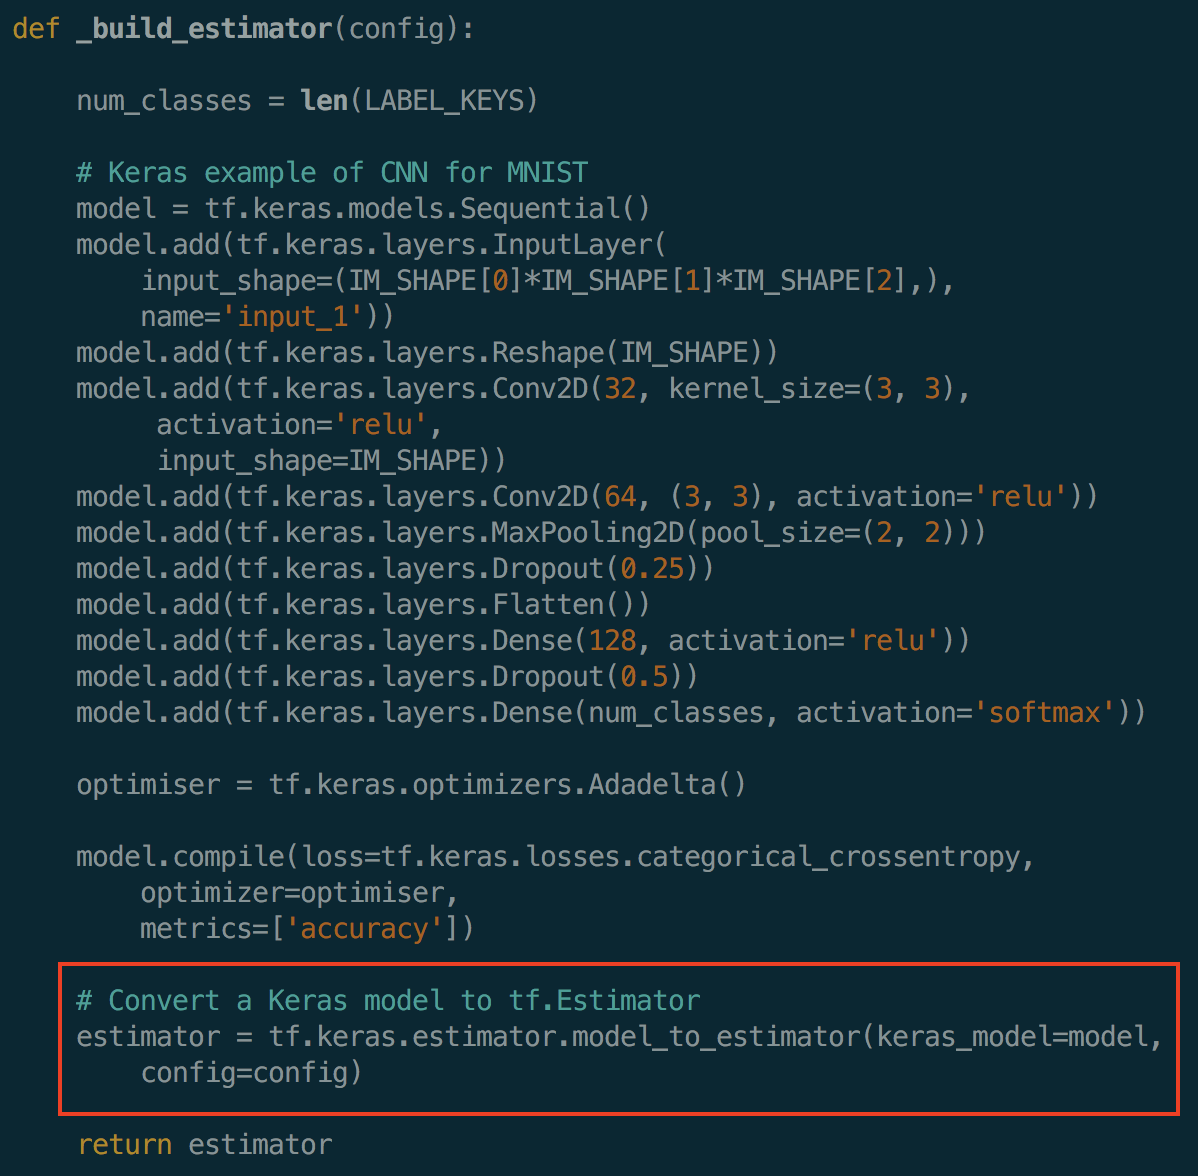 def _build_estimator(config):
num_classes = len(LABEL_KEYS)
# Keras example of CNN for MNIST
model = tf.keras.models.Sequential()
model.add(tf.keras.layers.InputLayer(
input_shape=(IM_SHAPE[0]*IM_SHAPE[1]*IM_SHAPE[2],),
name='input_1'))
model.add(tf.keras.layers.Reshape(IM_SHAPE))
model.add(tf.keras.layers.Conv2D(32, kernel_size=(3, 3),
activation='relu',
input_shape=IM_SHAPE))
model.add(tf.keras.layers.Conv2D(64, (3, 3), activation='relu'))
model.add(tf.keras.layers.MaxPooling2D(pool_size=(2, 2)))
model.add(tf.keras.layers.Dropout(0.25))
model.add(tf.keras.layers.Flatten())
model.add(tf.keras.layers.Dense(128, activation='relu'))
model.add(tf.keras.layers.Dropout(0.5))
model.add(tf.keras.layers.Dense(num_classes, activation='softmax'))
optimiser = tf.keras.optimizers.Adadelta()
model.compile(loss=tf.keras.losses.categorical_crossentropy,
optimizer=optimiser,
metrics=['accuracy'])
# Convert a Keras model to tf.Estimator
estimator = tf.keras.estimator.model_to_estimator(keras_model=model,
config=config)
return estimator